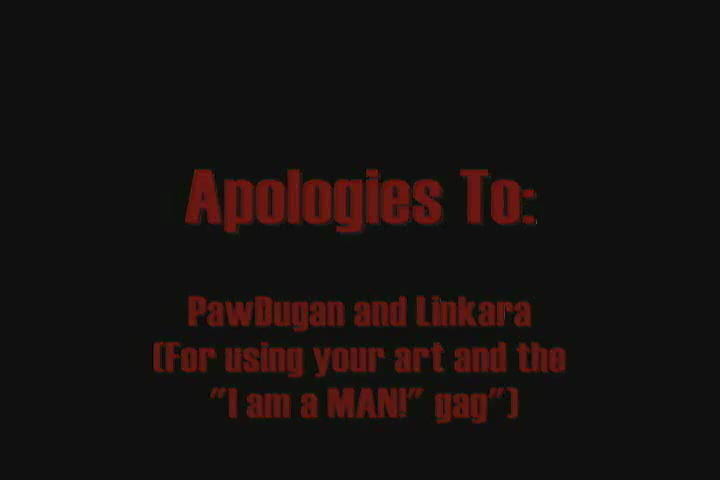 Apologies To:
PawDugan and Linkara
(For using your art and the
"I am a MAN!" gag")